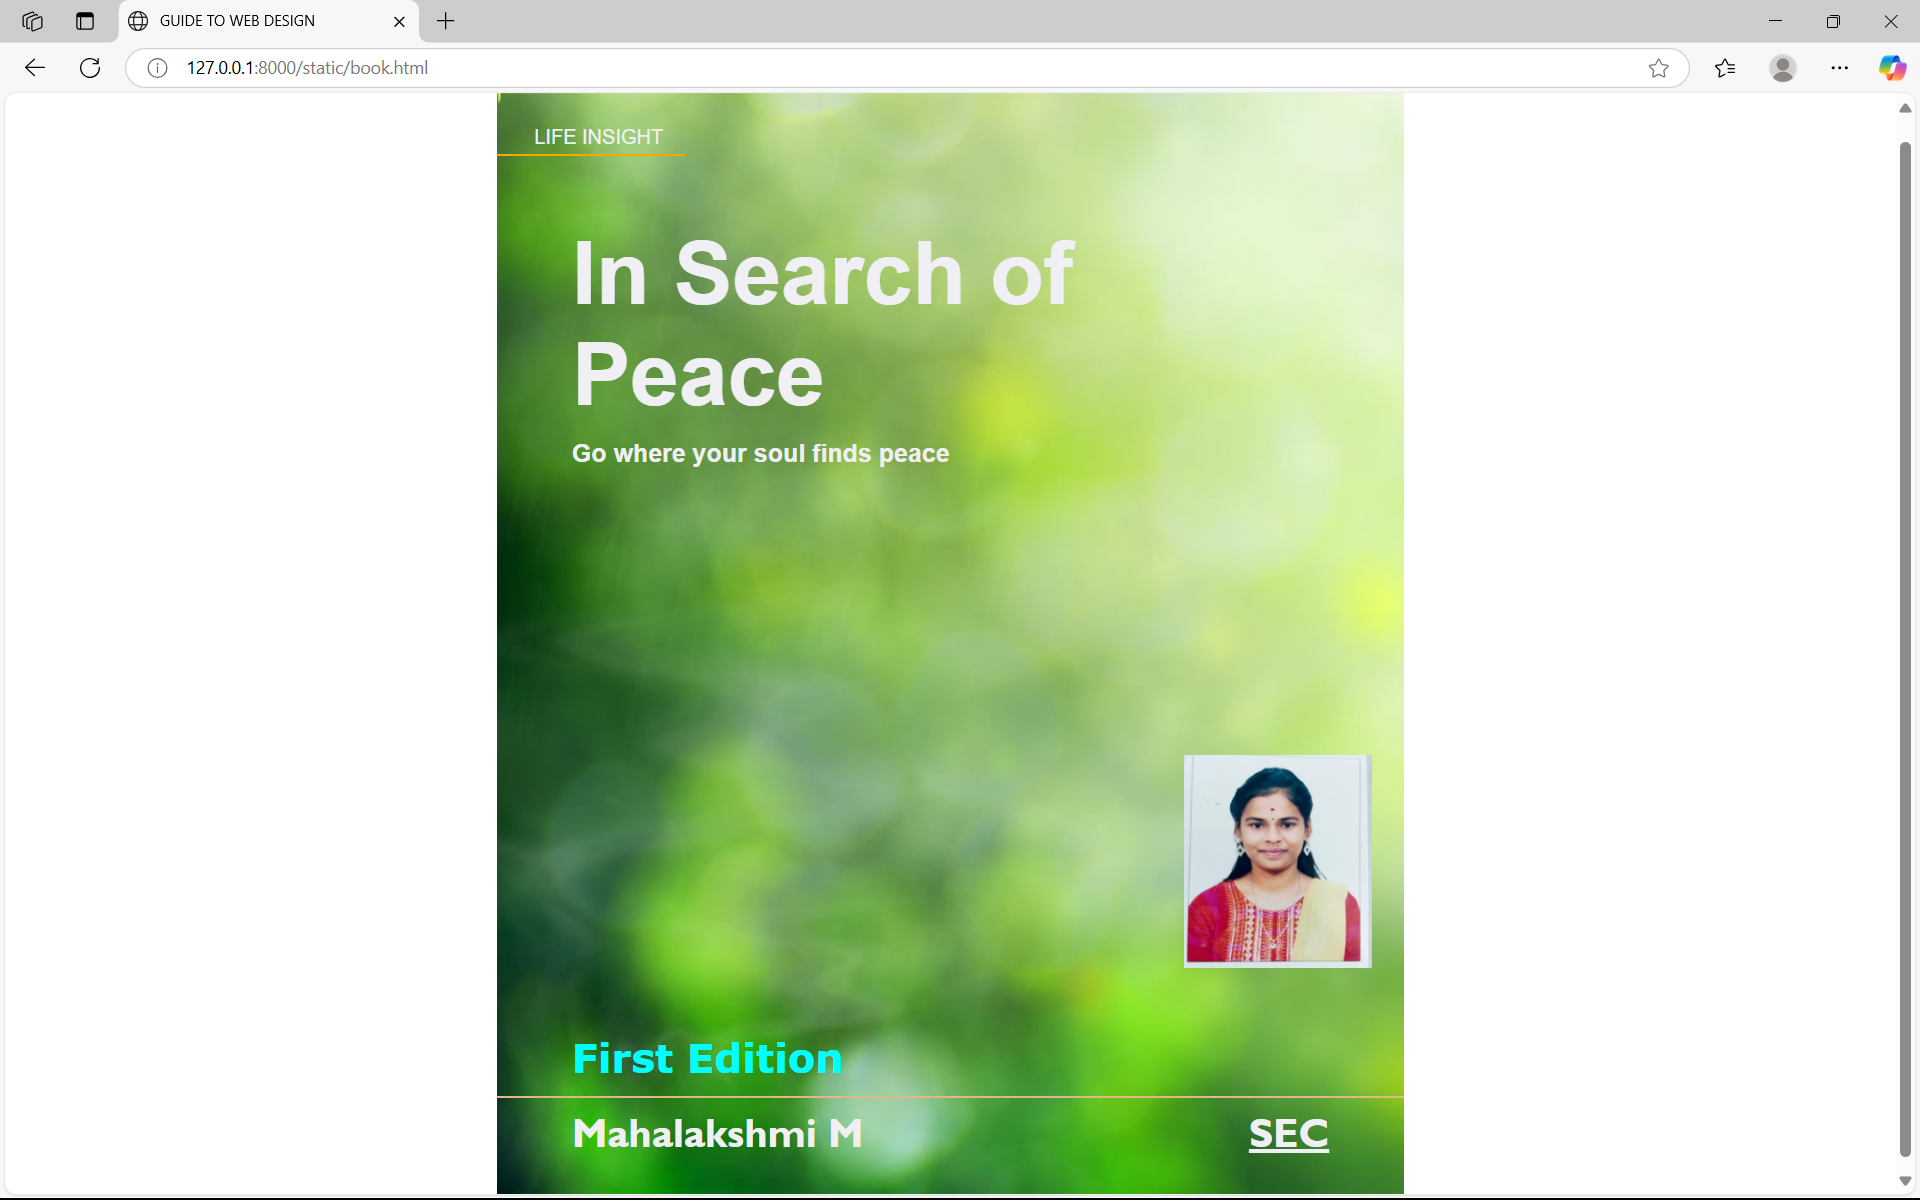 GUIDE TO WEB DESIGN
127.0.0.1:8000/static/book.html
LIFE INSIGHT
In Search of
Peace
Go where your soul finds peace
First Edition
Mahalakshmi M
SEC